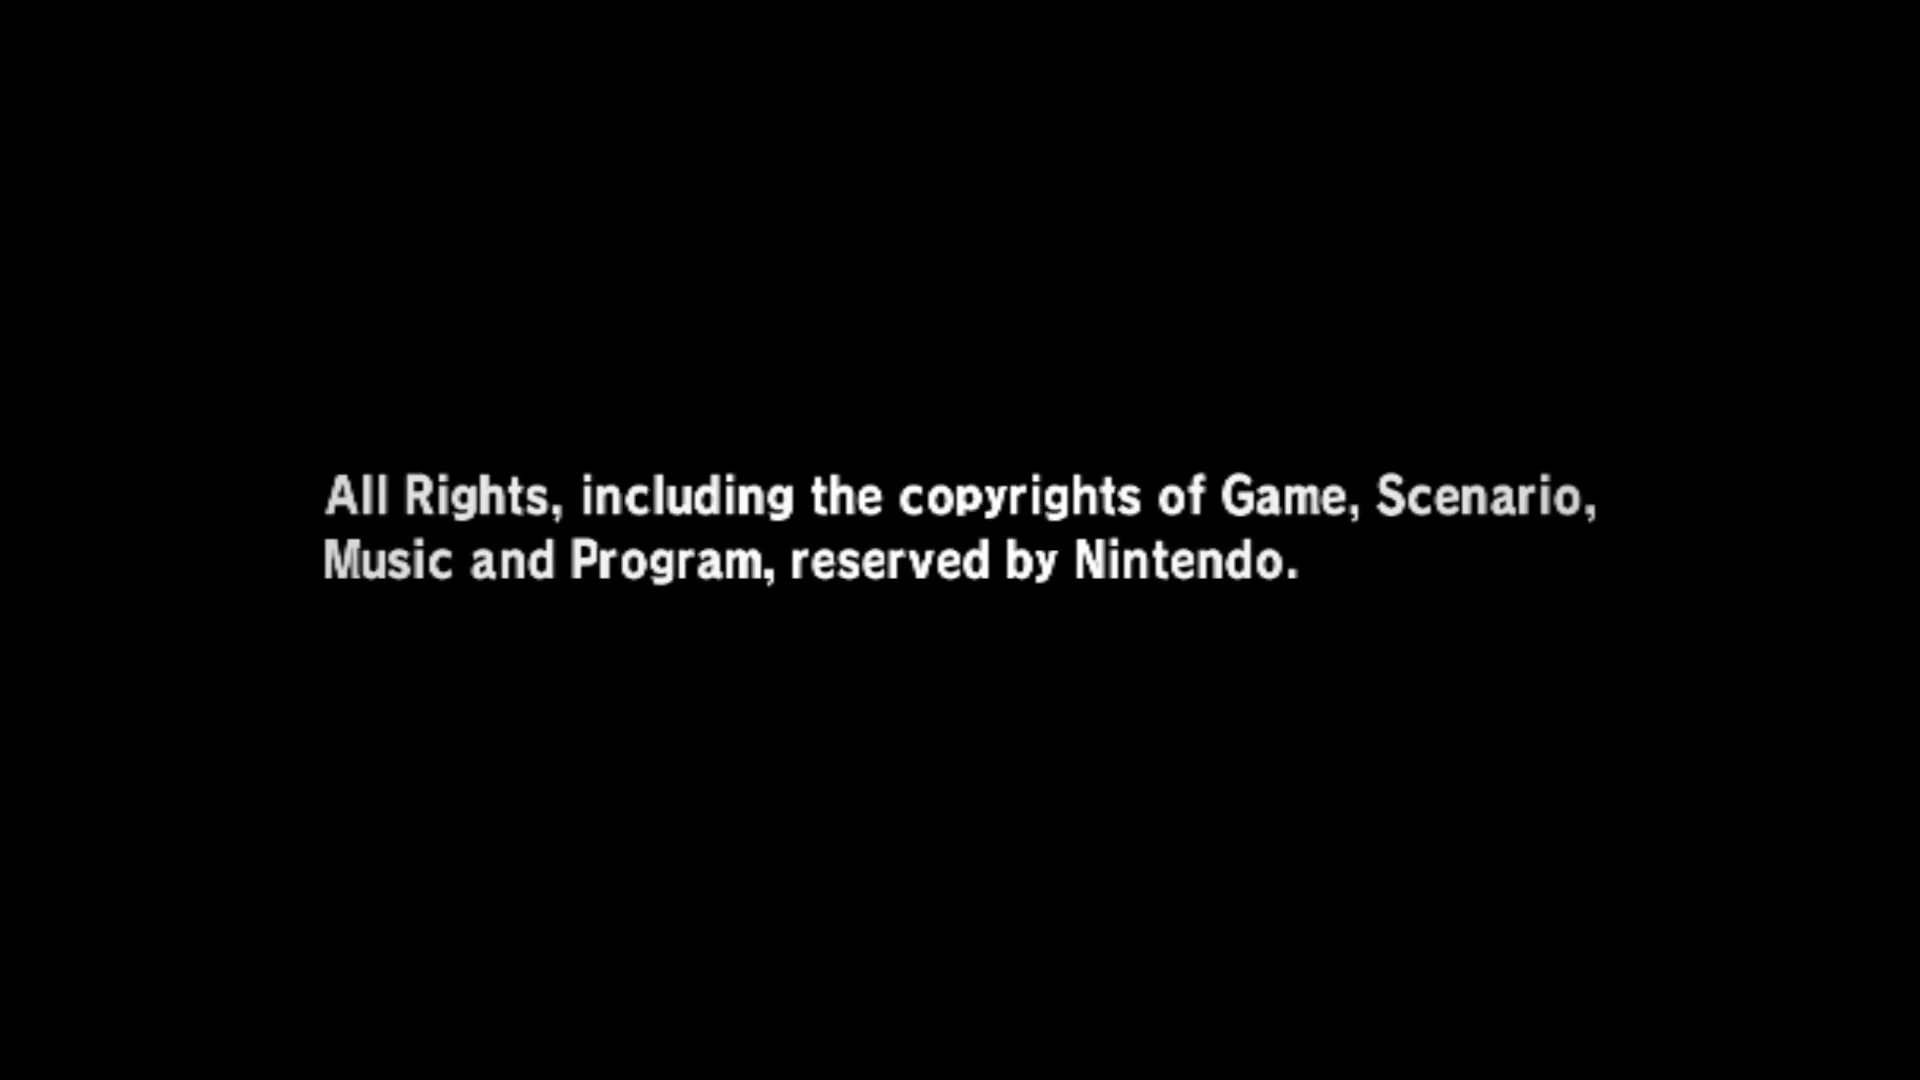 All Rights, including the copyrights of Game, Scenario,
Music and Program, reserved by Nintendo.